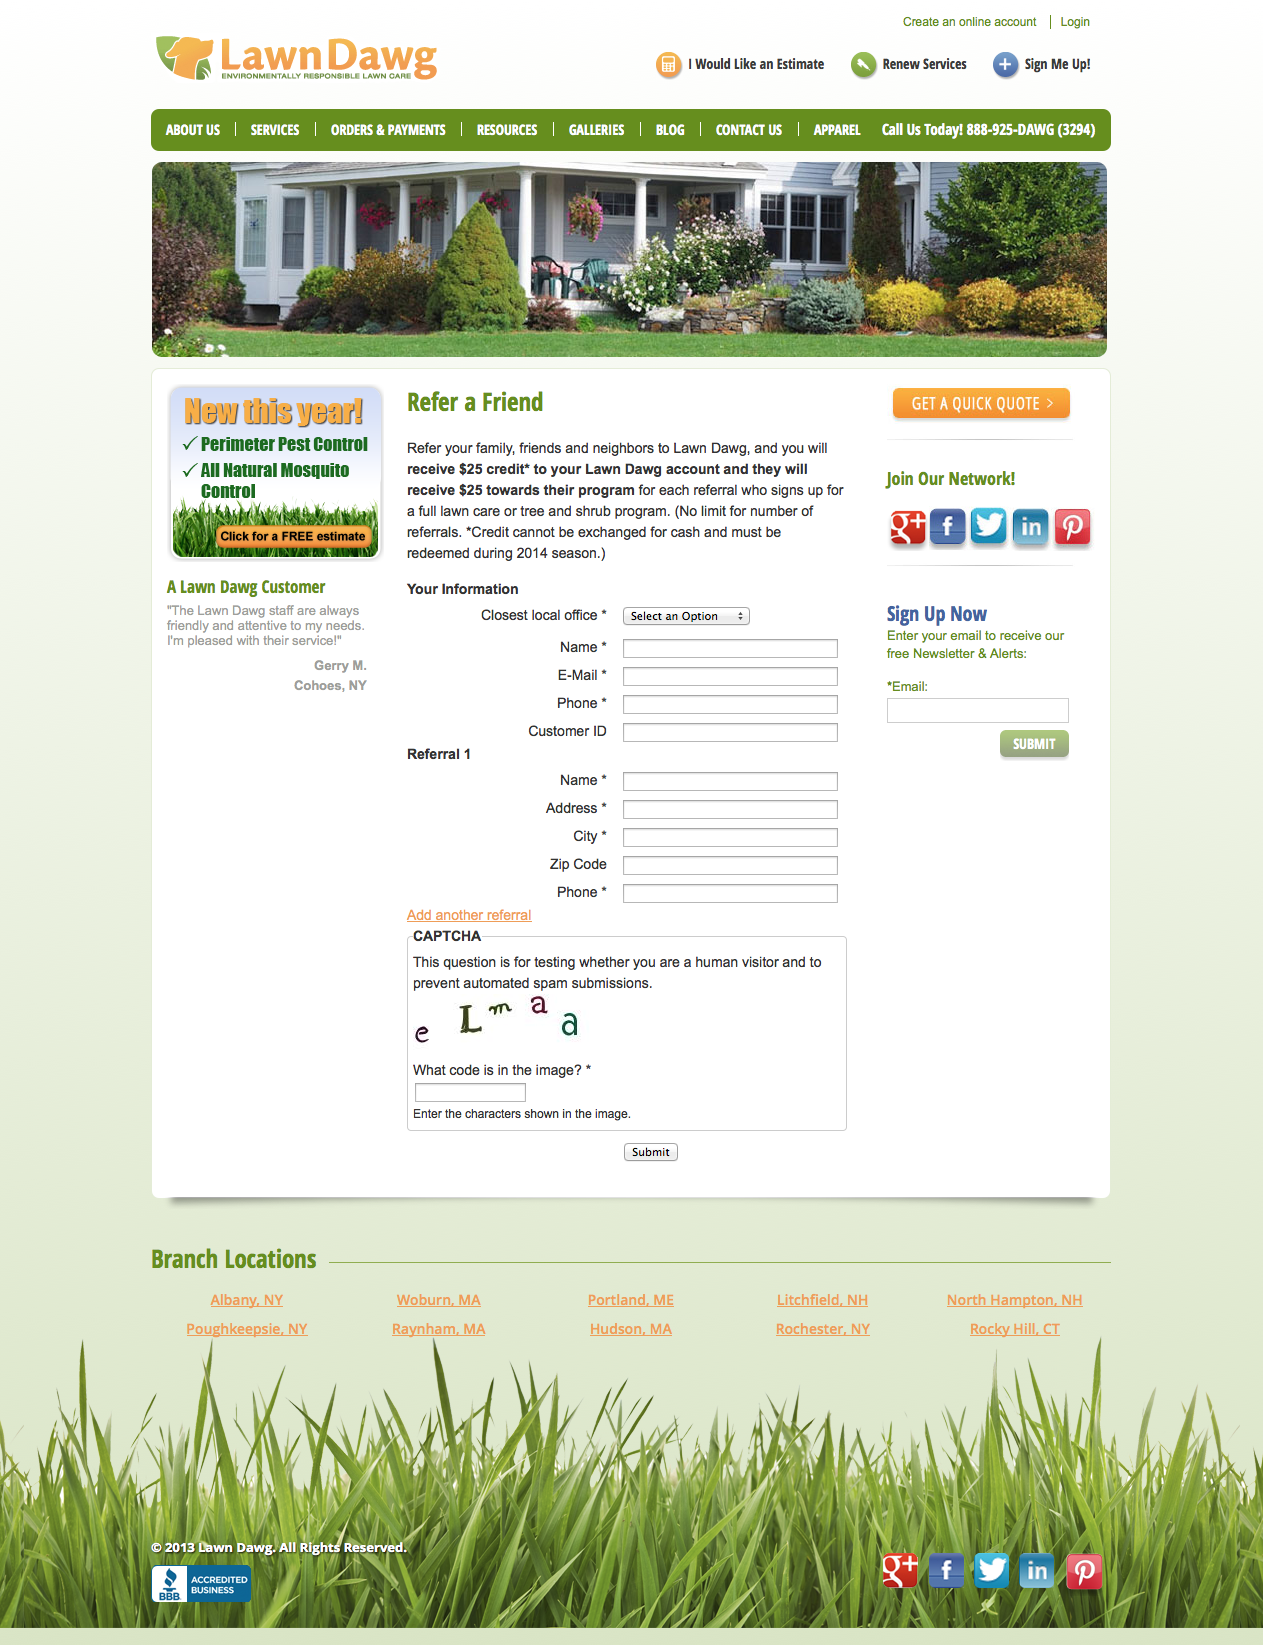 Create an online account
Login
LawnDawg
ENVIRONMENTALLY RESPONSIBLE LAWN CARE
I Would Like an Estimate
Renew Services
Sign Me Up!
ABOUT US
SERVICES
ORDERS & PAYMENTS
RESOURCES
GALLERIES
BLOG
CONTACT US
APPAREL
Call Us Today! 888-925-DAWG (3294)
New this year!
✓ Perimeter Pest Control
✓ All Natural Mosquito
Control
Click for a FREE estimate
A Lawn Dawg Customer
"The Lawn Dawg staff are always
friendly and attentive to my needs.
I'm pleased with their service!"
Gerry M.
Cohoes, NY
Refer a Friend
Refer your family, friends and neighbors to Lawn Dawg, and you will
receive $25 credit* to your Lawn Dawg account and they will
receive $25 towards their program for each referral who signs up for
a full lawn care or tree and shrub program. (No limit for number of
referrals. *Credit cannot be exchanged for cash and must be
redeemed during 2014 season.)
Your Information
Closest local office *
Select an Option
Name *
E-Mail *
Phone *
Customer ID
Referral 1
Name *
Address *
City *
Zip Code
Phone *
Add another referral
CAPTCHA
This question is for testing whether you are a human visitor and to
prevent automated spam submissions.
e L m a a
What code is in the image? *
Enter the characters shown in the image.
Submit
GET A QUICK QUOTE >
Join Our Network!
g+ f in
Sign Up Now
Enter your email to receive our
free Newsletter & Alerts:
*Email:
SUBMIT
Branch Locations
Albany, NY
Woburn, MA
Portland, ME
Litchfield, NH
North Hampton, NH
Poughkeepsie, NY
Raynham, MA
Hudson, MA
Rochester, NY
Rocky Hill, CT
© 2013 Lawn Dawg. All Rights Reserved.
BBB
ACCREDITED
BUSINESS
g+ f in